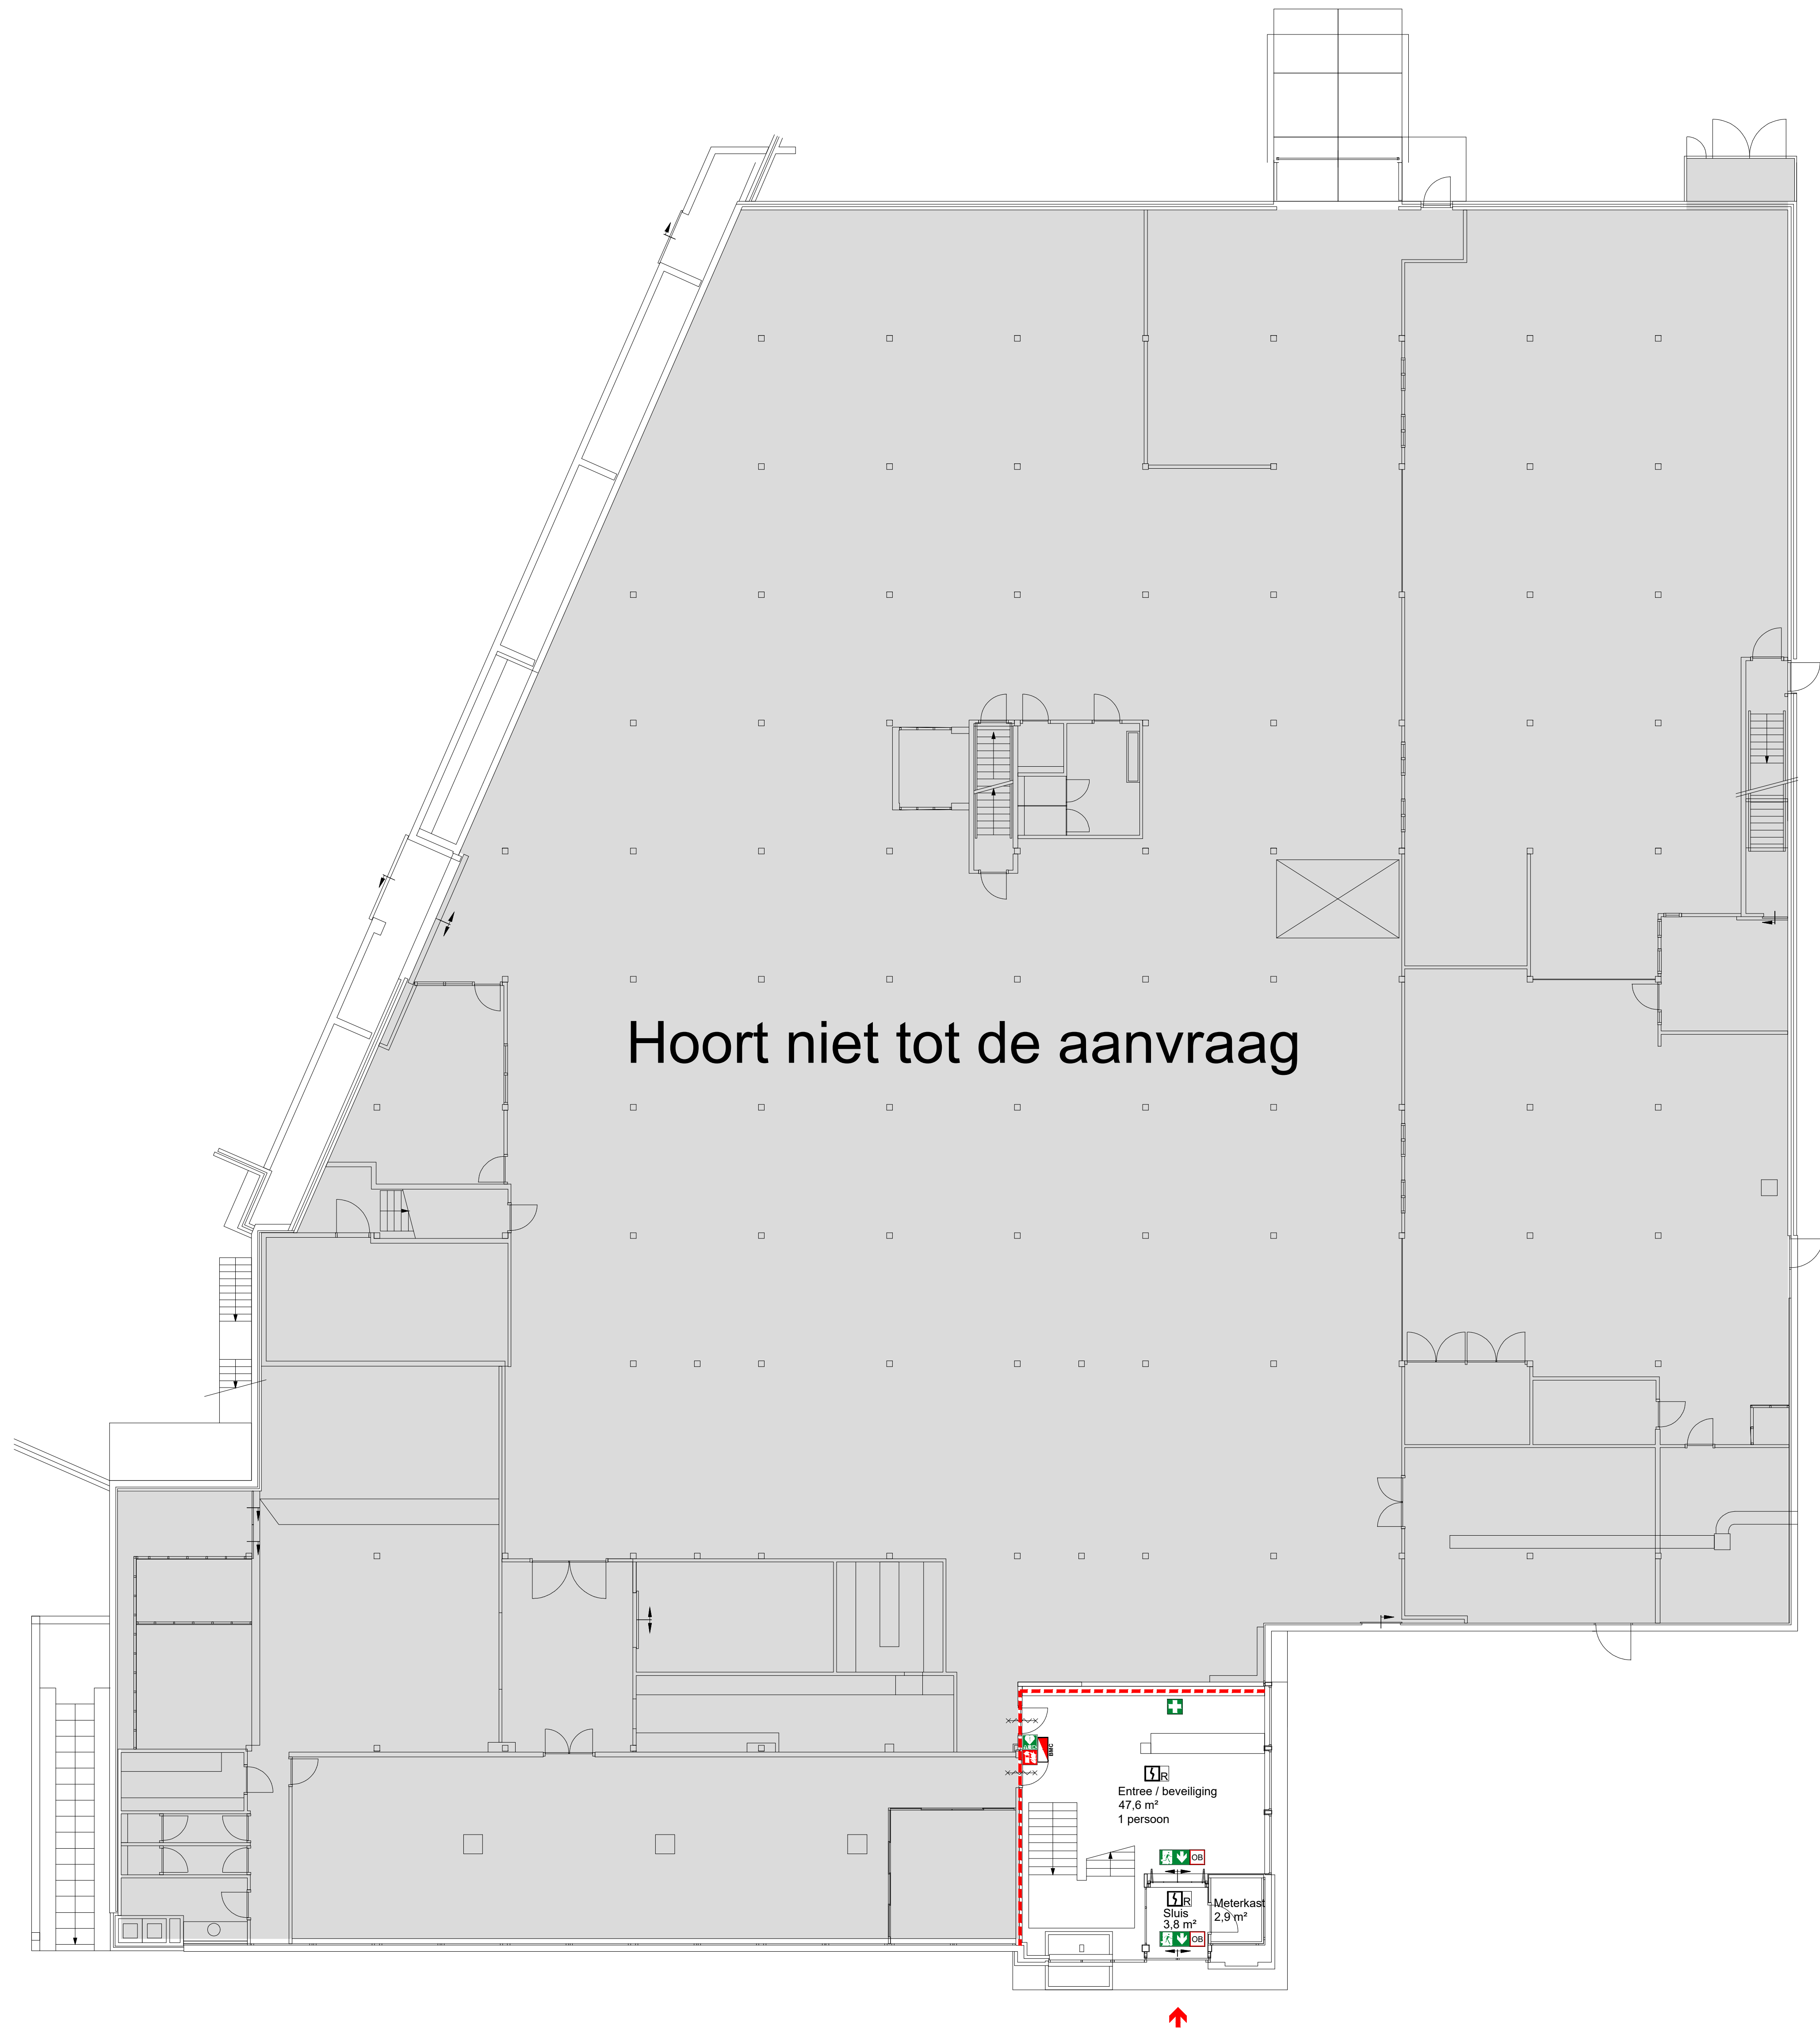 Hoort niet tot de aanvraag
BMC
R
Entree / beveiliging
47,6 m²
1 persoon
OB
R
Sluis
3,8 m²
Meterkast
2,9 m²
OB